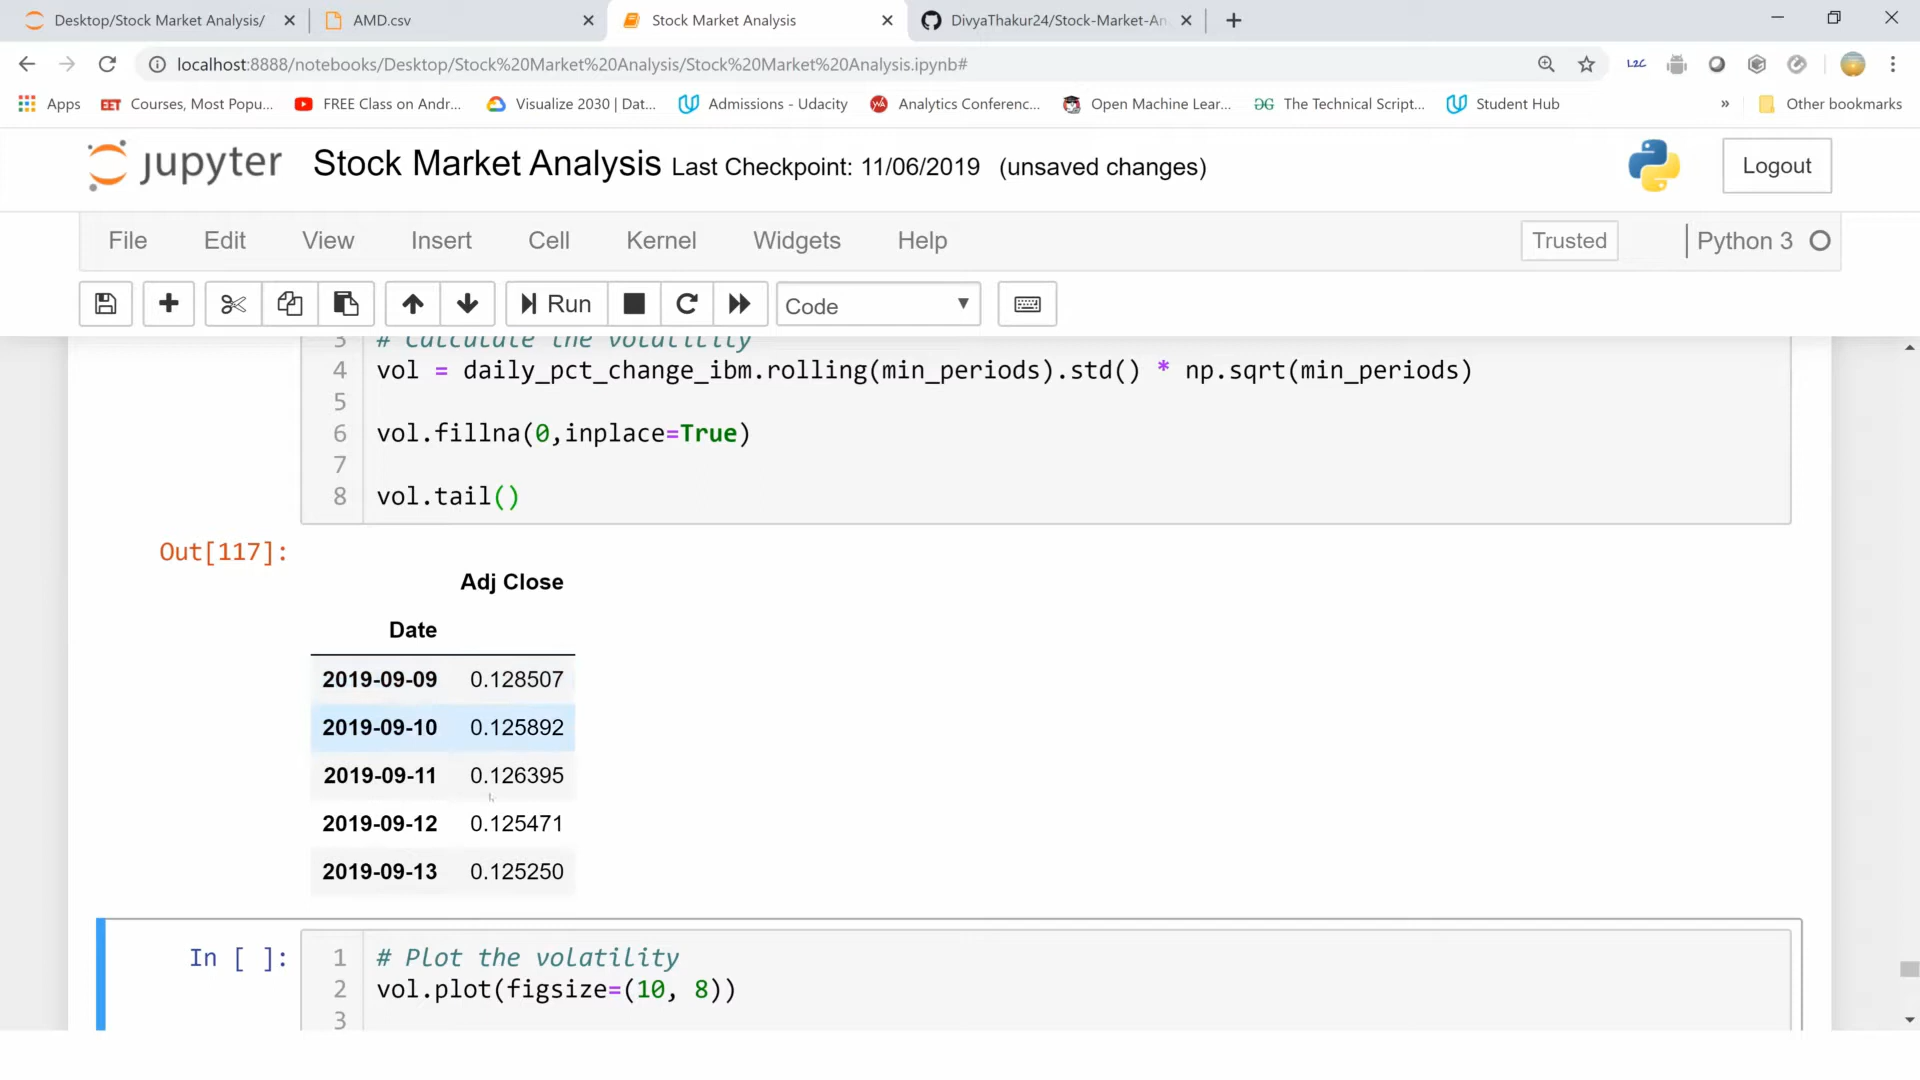 Desktop/Stock Market Analysis/
AMD.csv
Stock Market Analysis
DivyaThakur24/Stock-Market-An
localhost:8888/notebooks/Desktop/Stock%20Market%20Analysis/Stock%20Market%20Analysis.ipynb#
Apps
Courses, Most Popu...
FREE Class on Andr...
Visualize 2030 | Dat...
Admissions - Udacity
Analytics Conferenc...
Open Machine Lear...
The Technical Script...
Student Hub
»
Other bookmarks
jupyter
Stock Market Analysis Last Checkpoint: 11/06/2019 (unsaved changes)
Logout
File Edit View Insert Cell Kernel Widgets Help
Trusted
Python 3
Run
Code
3 # Calculate the volatility
4 vol = daily_pct_change_ibm.rolling(min_periods).std() * np.sqrt(min_periods)
5
6 vol.fillna(0,inplace=True)
7
8 vol.tail()
Out[117]:
Adj Close
Date
2019-09-09 0.128507
2019-09-10 0.125892
2019-09-11 0.126395
2019-09-12 0.125471
2019-09-13 0.125250
In [ ]:
1 # Plot the volatility
2 vol.plot(figsize=(10, 8))
3